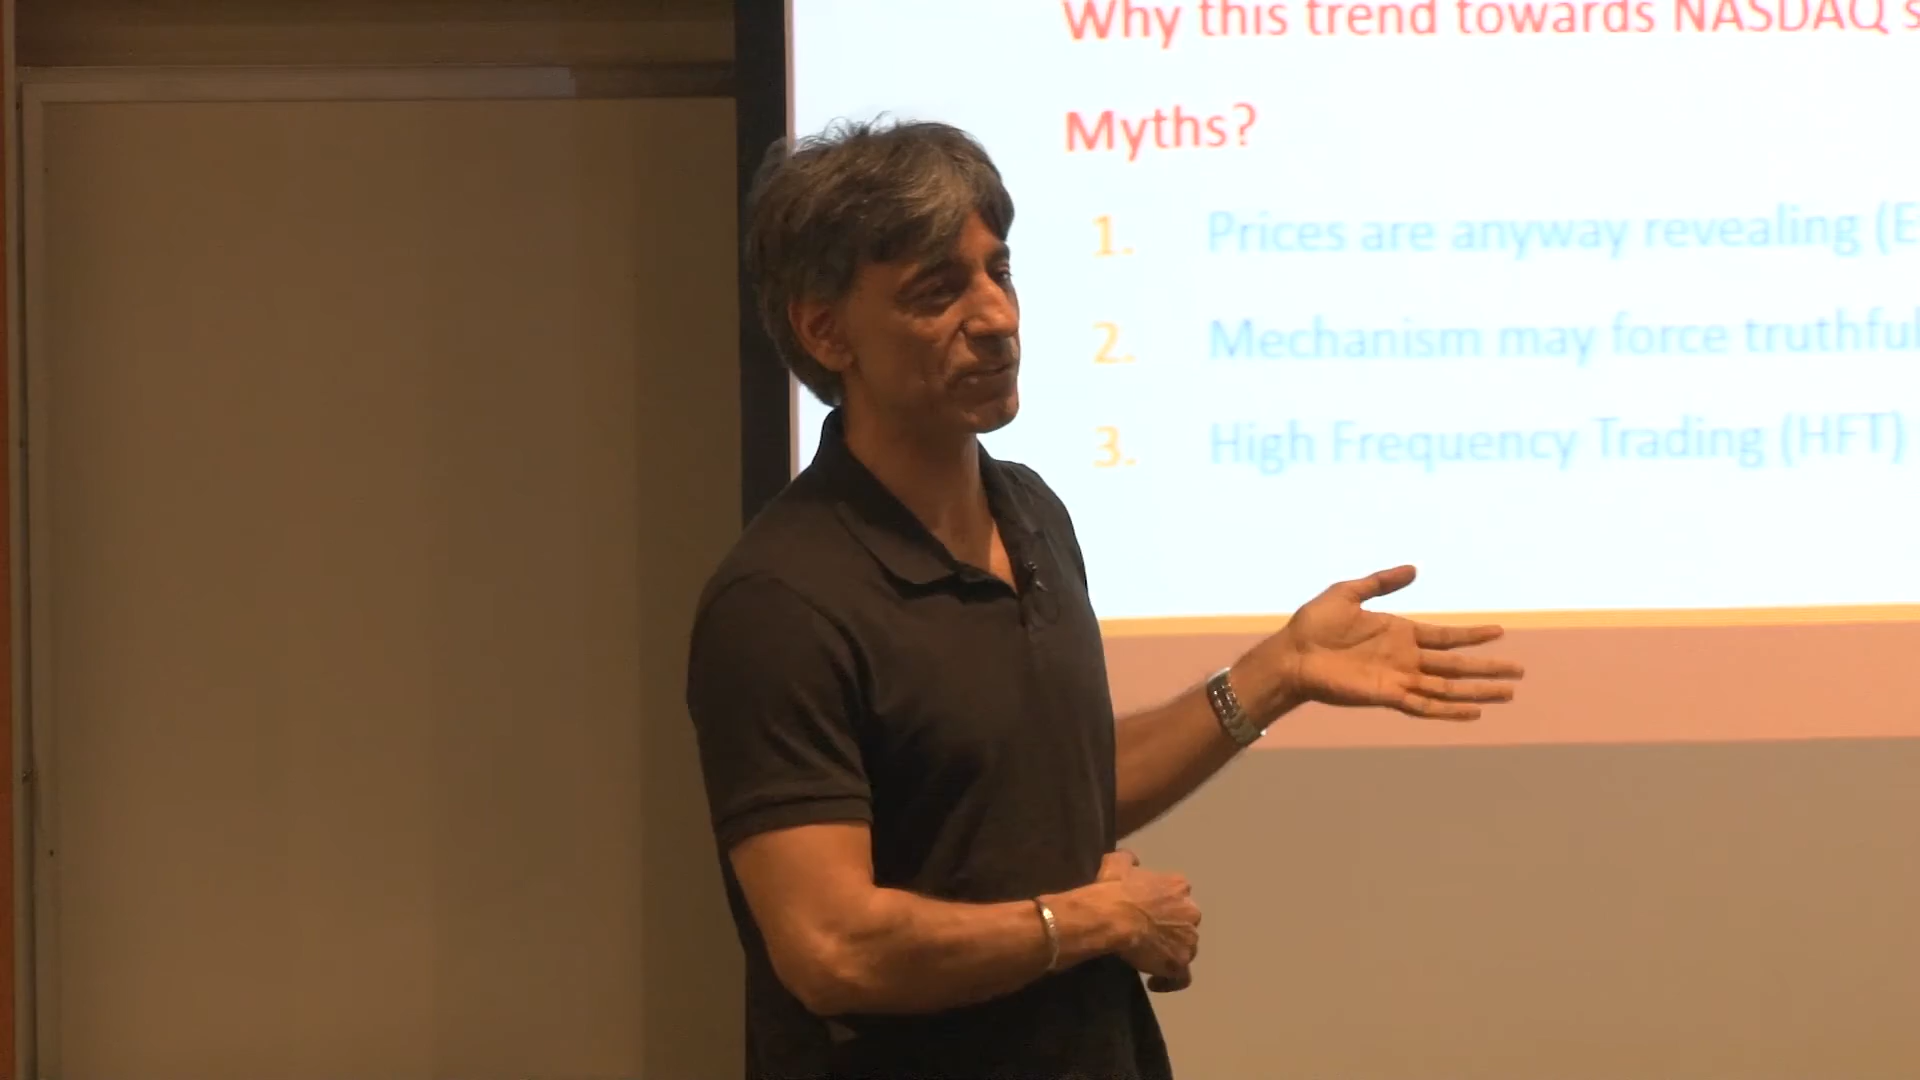 Why this trend towards NASDAQ s
Myths?
1. Prices are anyway revealing (E
2. Mechanism may force truthful
3. High Frequency Trading (HFT)